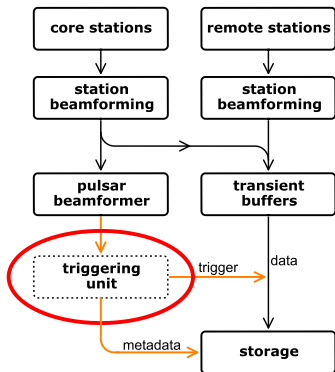 core stations
remote stations
station
beamforming
station
beamforming
pulsar
beamformer
transient
buffers
triggering
unit
trigger
data
metadata
storage